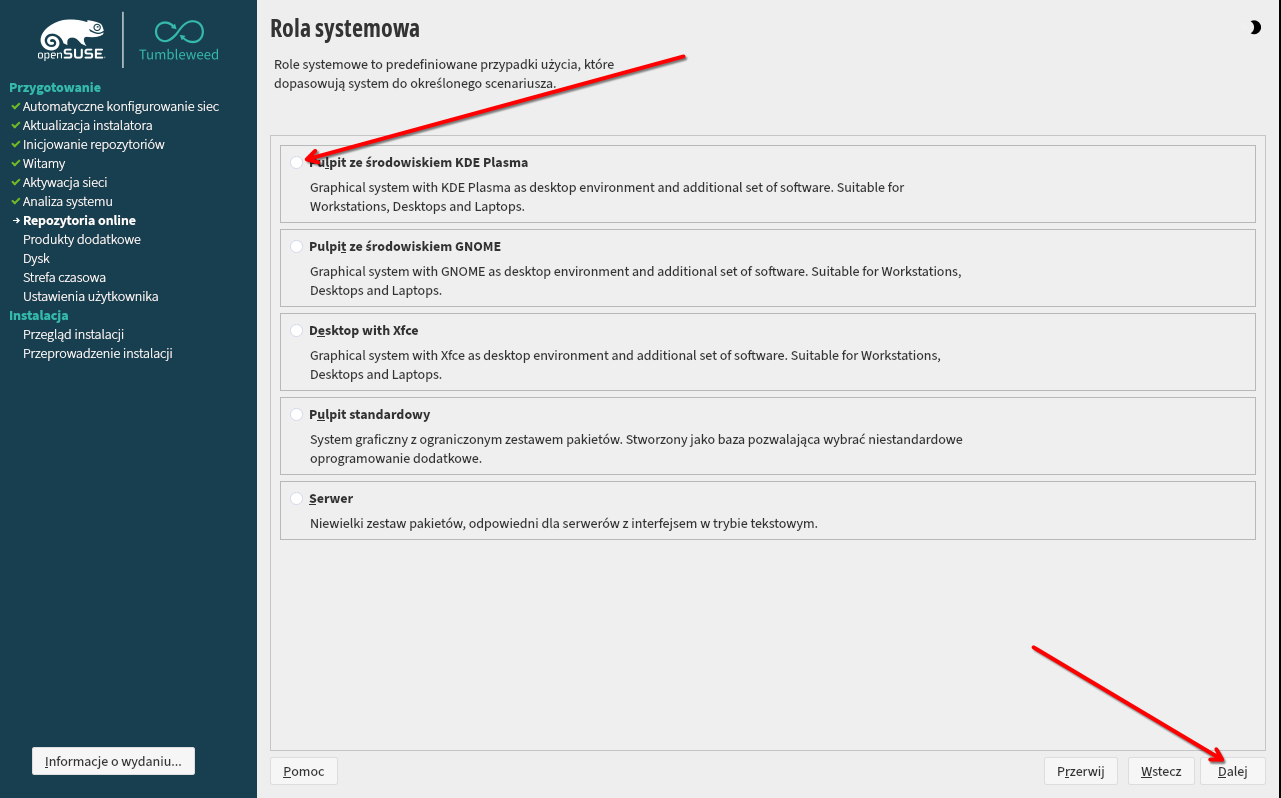 openSUSE
Tumbleweed
Przygotowanie
Automatyczne konfigurowanie siec
Aktualizacja instalatora
Inicjowanie repozytoriów
Witamy
Aktywacja sieci
Analiza systemu
Repozytoria online
Produkty dodatkowe
Dysk
Strefa czasowa
Ustawienia użytkownika
Instalacja
Przegląd instalacji
Przeprowadzenie instalacji
Informacje o wydaniu...
Rola systemowa
Role systemowe to predefiniowane przypadki użycia, które
dopasowują system do określonego scenariusza.
Pulpit ze środowiskiem KDE Plasma
Graphical system with KDE Plasma as desktop environment and additional set of software. Suitable for
Workstations, Desktops and Laptops.
Pulpit ze środowiskiem GNOME
Graphical system with GNOME as desktop environment and additional set of software. Suitable for Workstations,
Desktops and Laptops.
Desktop with Xfce
Graphical system with Xfce as desktop environment and additional set of software. Suitable for Workstations,
Desktops and Laptops.
Pulpit standardowy
System graficzny z ograniczonym zestawem pakietów. Stworzony jako baza pozwalająca wybrać niestandardowe
oprogramowanie dodatkowe.
Serwer
Niewielki zestaw pakietów, odpowiedni dla serwerów z interfejsem w trybie tekstowym.
Pomoc
Przerwij
Wstecz
Dalej